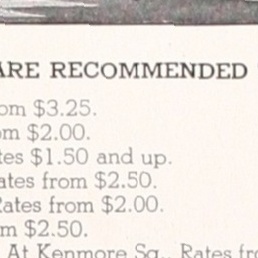 ARE RECOMMENDED
om $3.25.
om $2.00.
tes $1.50 and up.
ates from $2.50.
Rates from $2.00.
m $2.50.
At Kenmore Sq., Rates fro